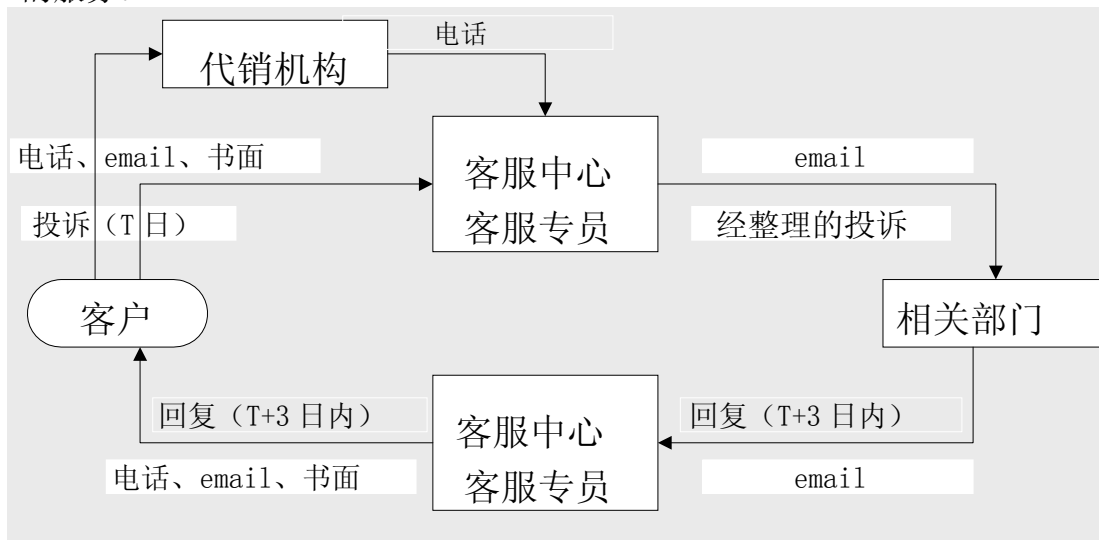 电话
代销机构
电话、email、书面
客服中心
客服专员
email
投诉（T 日）
经整理的投诉
客户
相关部门
回复（T+3 日内）
客服中心
客服专员
回复（T+3 日内）
电话、email、书面
email